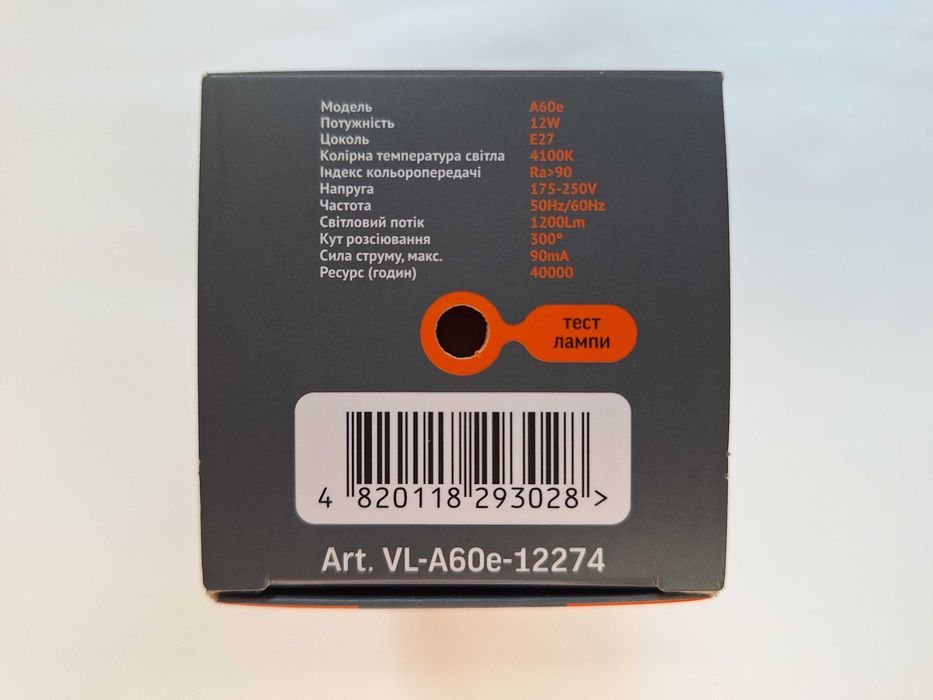 Модель A60e
Потужність 12W
Цоколь E27
Колірна температура світла 4100K
Індекс кольоропередачі Ra>90
Напруга 175-250V
Частота 50Hz/60Hz
Світловий потік 1200Lm
Кут розсіювання 300°
Сила струму, макс. 90mA
Ресурс (годин) 40000
тест
лампи
4 820118 293028 >
Art. VL-A60e-12274